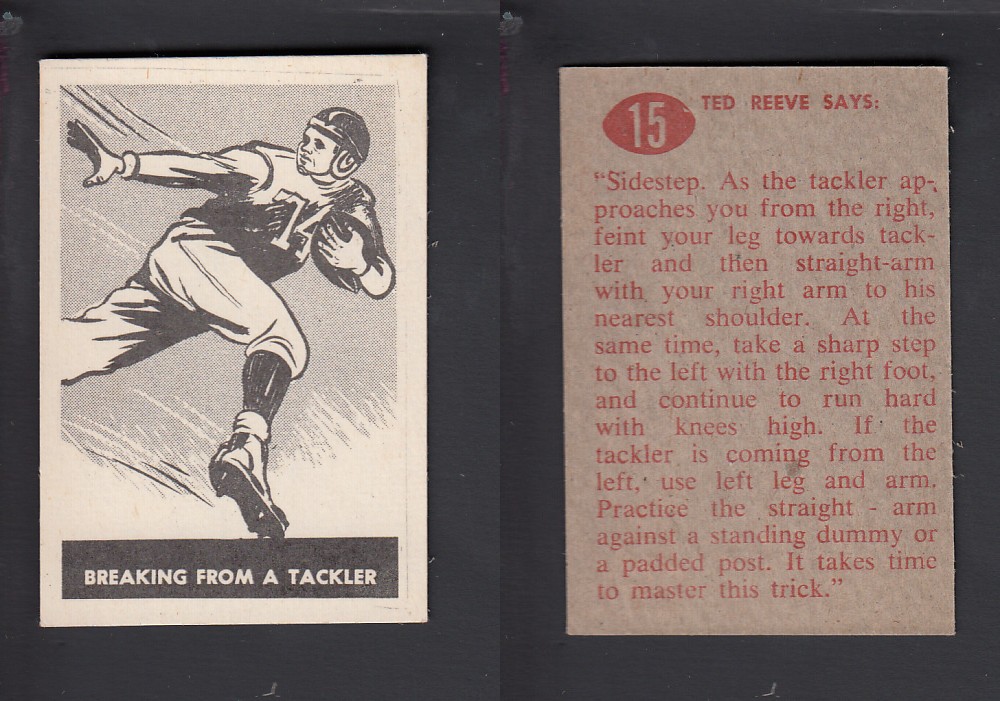 74
BREAKING FROM A TACKLER
15
TED REEVE SAYS:
“Sidestep. As the tackler ap-
proaches you from the right,
feint your leg towards tack-
ler and then straight-arm
with your right arm to his
nearest shoulder. At the
same time, take a sharp step
to the left with the right foot,
and continue to run hard
with knees high. If the
tackler is coming from the
left, use left leg and arm.
Practice the straight - arm
against a standing dummy or
a padded post. It takes time
to master this trick.”